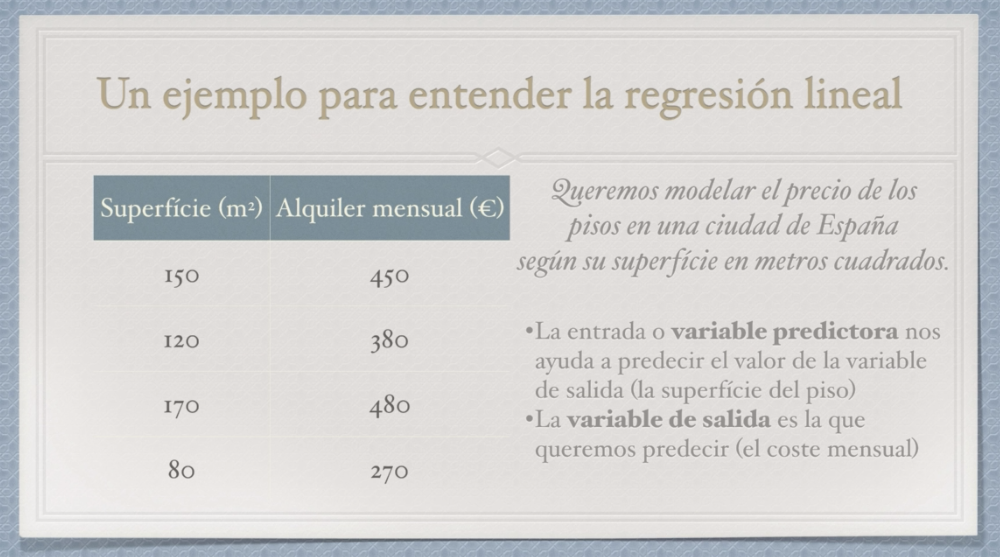 Un ejemplo para entender la regresión lineal
Superfície (m²) Alquiler mensual (€)
150 450
120 380
170 480
80 270
Queremos modelar el precio de los
pisos en una ciudad de España
según su superfície en metros cuadrados.
•La entrada o variable predictora nos
ayuda a predecir el valor de la variable
de salida (la superfície del piso)
•La variable de salida es la que
queremos predecir (el coste mensual)